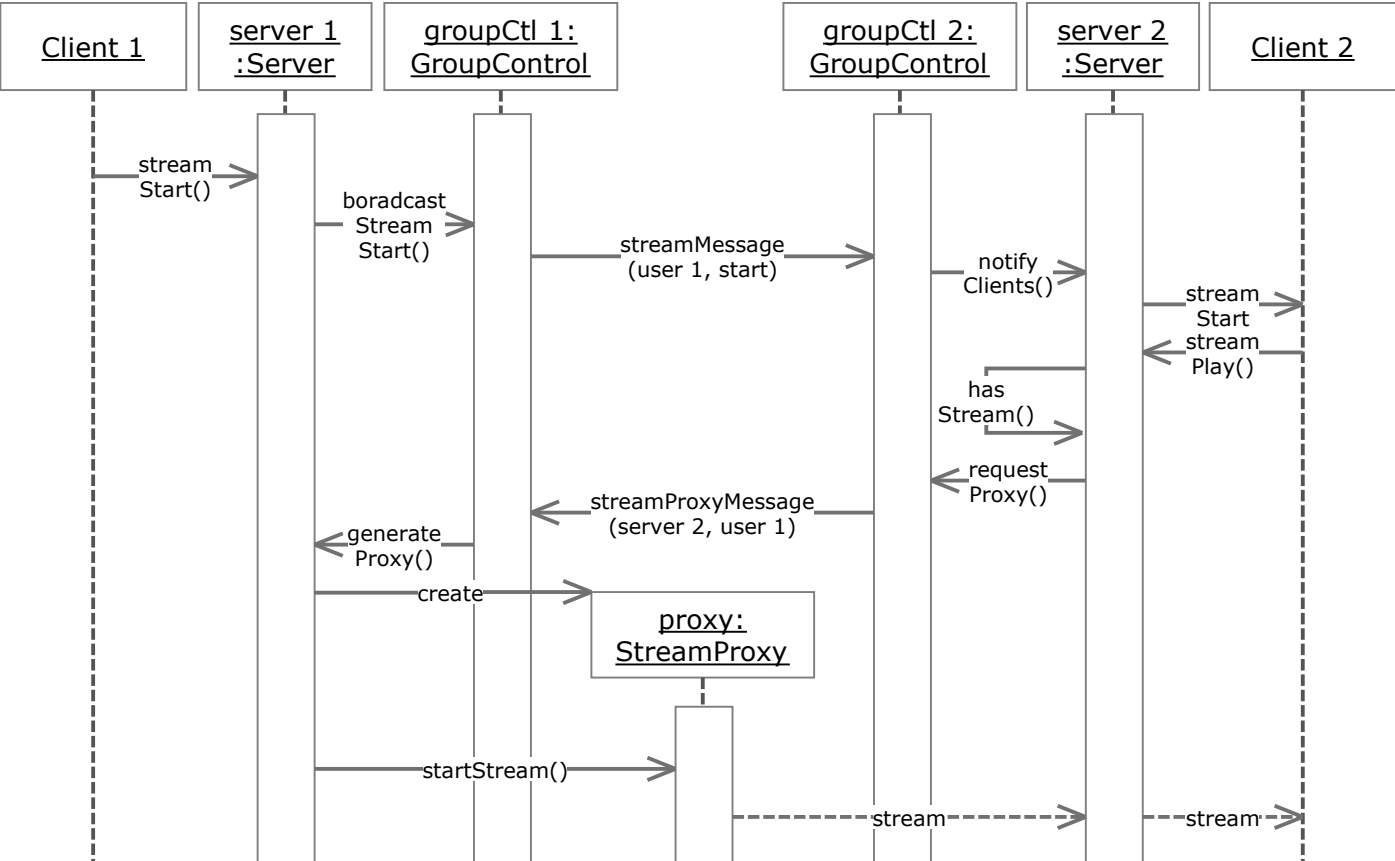 Client 1
server 1
:Server
groupCtl 1:
GroupControl
groupCtl 2:
GroupControl
server 2
:Server
Client 2
stream
Start()
boradcast
Stream
Start()
streamMessage
(user 1, start)
notify
Clients()
stream
Start
stream
Play()
has
Stream()
request
Proxy()
streamProxyMessage
(server 2, user 1)
generate
Proxy()
create
proxy:
StreamProxy
startStream()
stream
stream